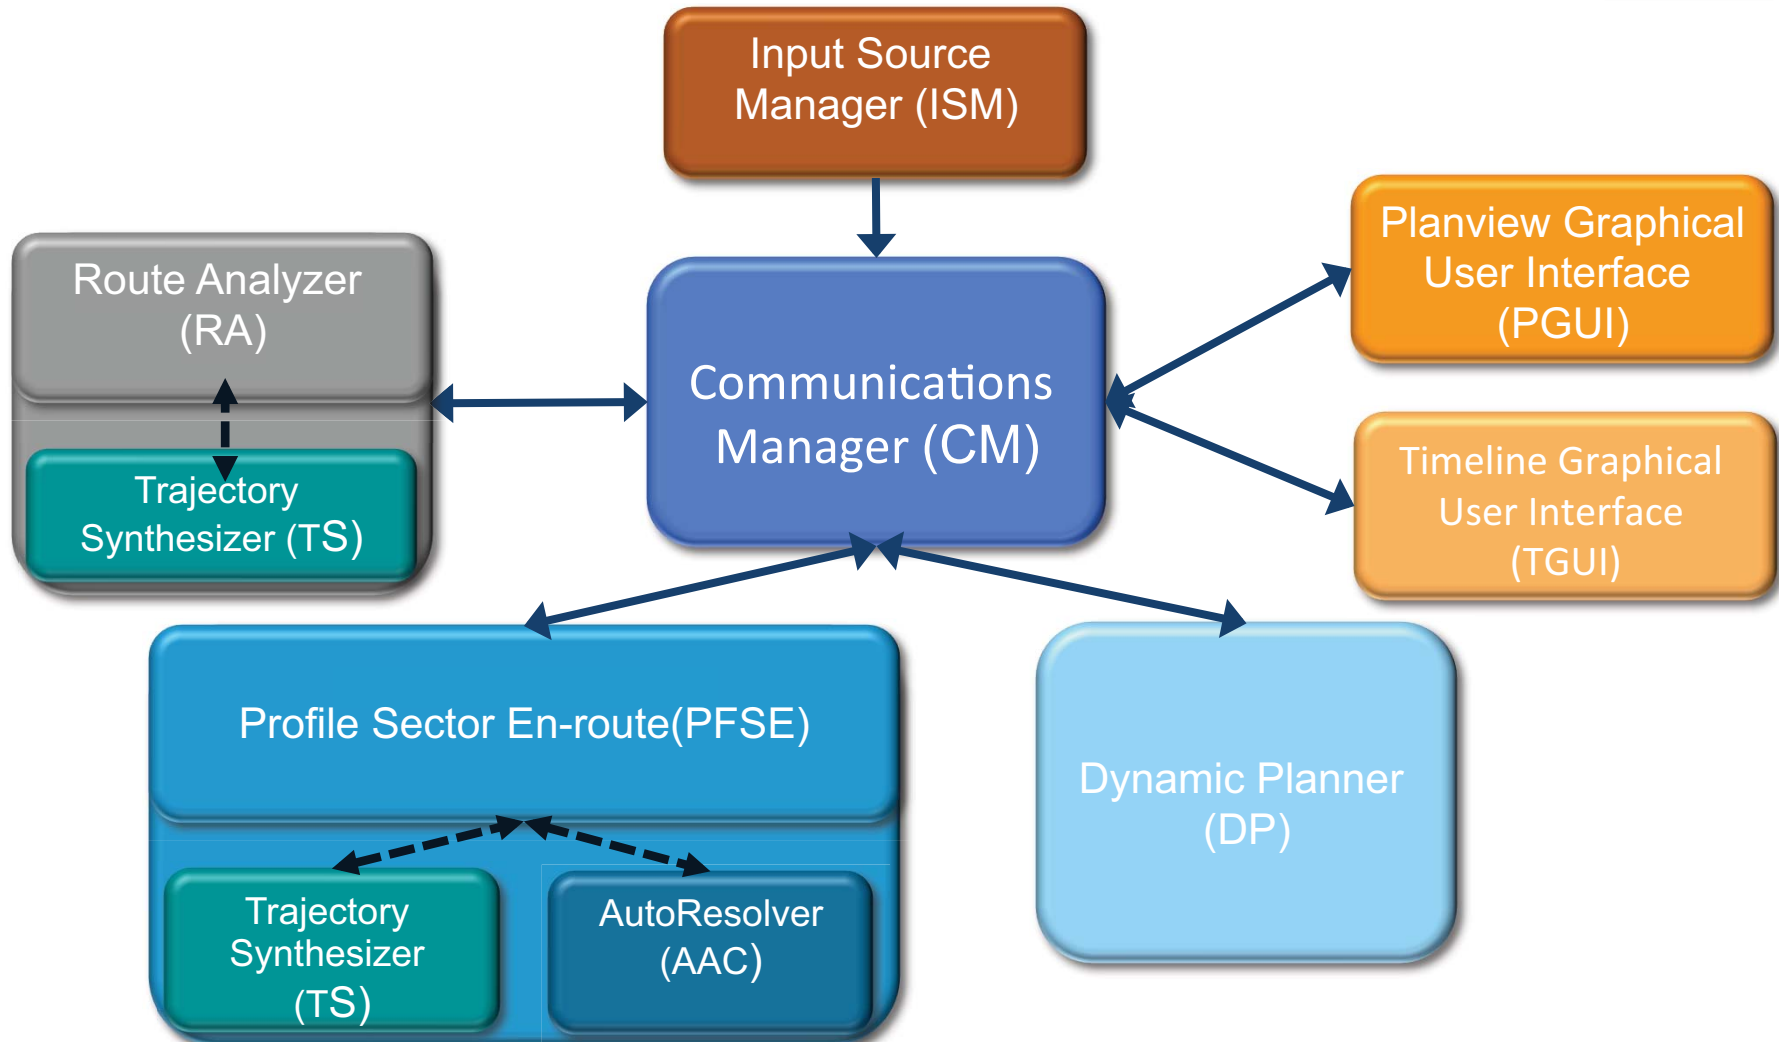 Input Source
Manager (ISM)
Planview Graphical
User Interface
(PGUI)
Route Analyzer
(RA)
Communications
Manager (CM)
Timeline Graphical
User Interface
(TGUI)
Trajectory
Synthesizer (TS)
Profile Sector En-route(PFSE)
Dynamic Planner
(DP)
Trajectory
Synthesizer
(TS)
AutoResolver
(AAC)